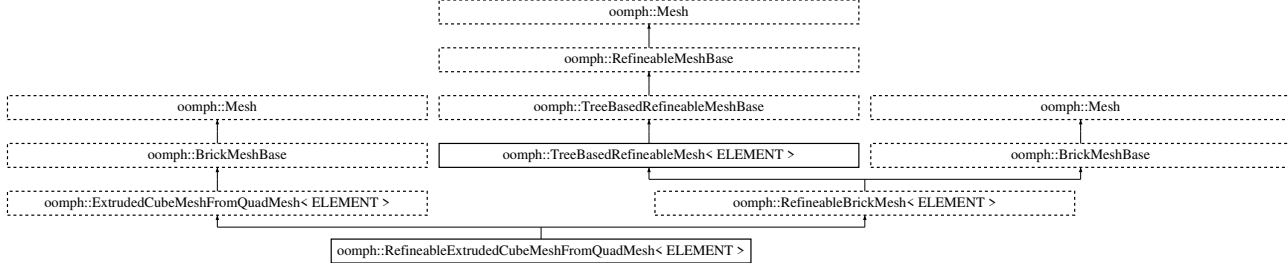 oomph::Mesh
oomph::RefineableMeshBase
oomph::Mesh
oomph::TreeBasedRefineableMeshBase
oomph::Mesh
oomph::BrickMeshBase
oomph::TreeBasedRefineableMesh< ELEMENT >
oomph::BrickMeshBase
oomph::ExtrudedCubeMeshFromQuadMesh< ELEMENT >
oomph::RefineableBrickMesh< ELEMENT >
oomph::RefineableExtrudedCubeMeshFromQuadMesh< ELEMENT >